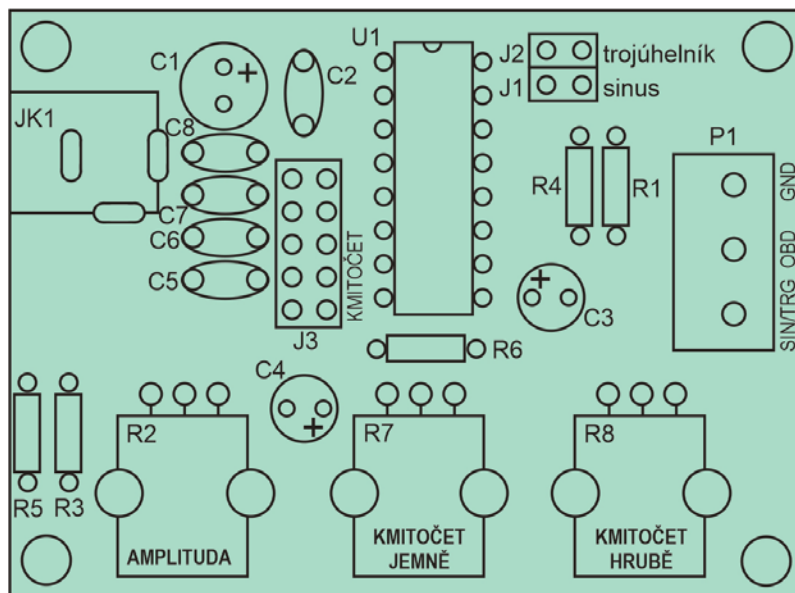 U1
J2
trojúhelník
C1
+
C2
J1
sinus
JK1
C8
P1
R4
R1
GND
C7
C6
OBD
C5
KMITOČET
+
C3
SIN/TRG
J3
R6
C4
+
R2
R7
R8
R5
R3
AMPLITUDA
KMITOČET
JEMNĚ
KMITOČET
HRUBĚ